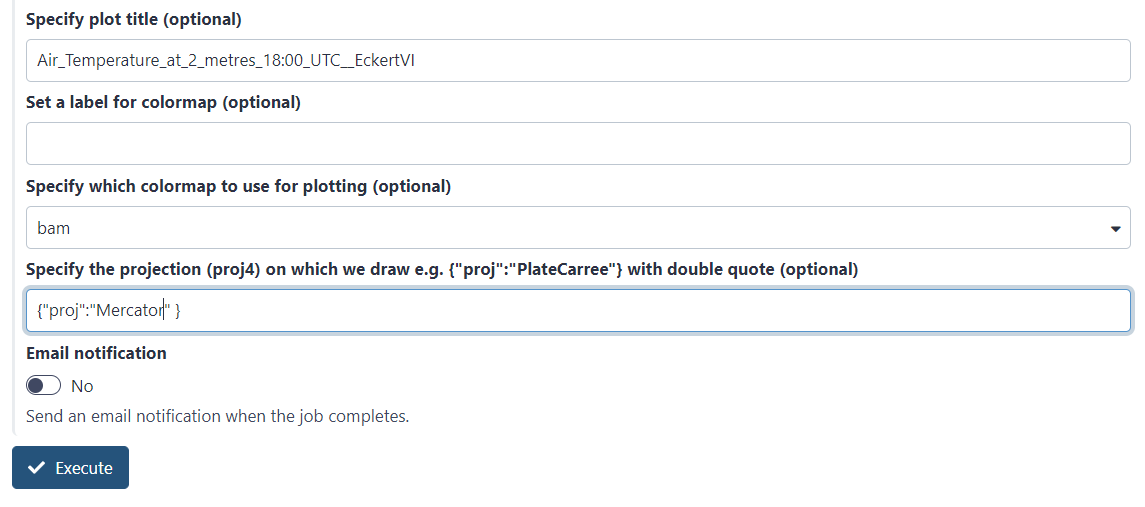 Specify plot title (optional)
Air_Temperature_at_2_metres_18:00_UTC__EckertVI
Set a label for colormap (optional)
Specify which colormap to use for plotting (optional)
bam
Specify the projection (proj4) on which we draw e.g. {"proj":"PlateCarree"} with double quote (optional)
{"proj":"Mercator" }
Email notification
No
Send an email notification when the job completes.
Execute